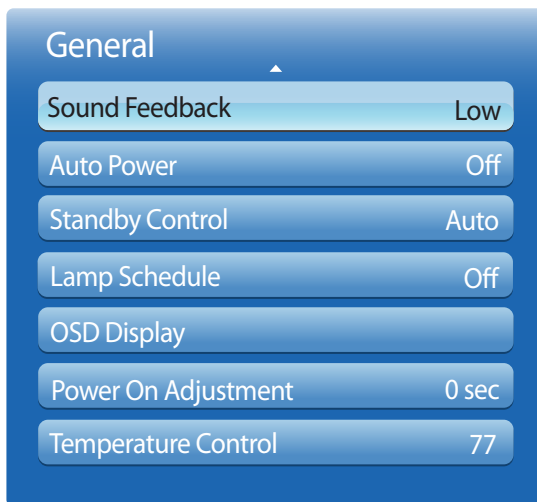 General
Sound Feedback Low
Auto Power Off
Standby Control Auto
Lamp Schedule Off
OSD Display
Power On Adjustment 0 sec
Temperature Control 77